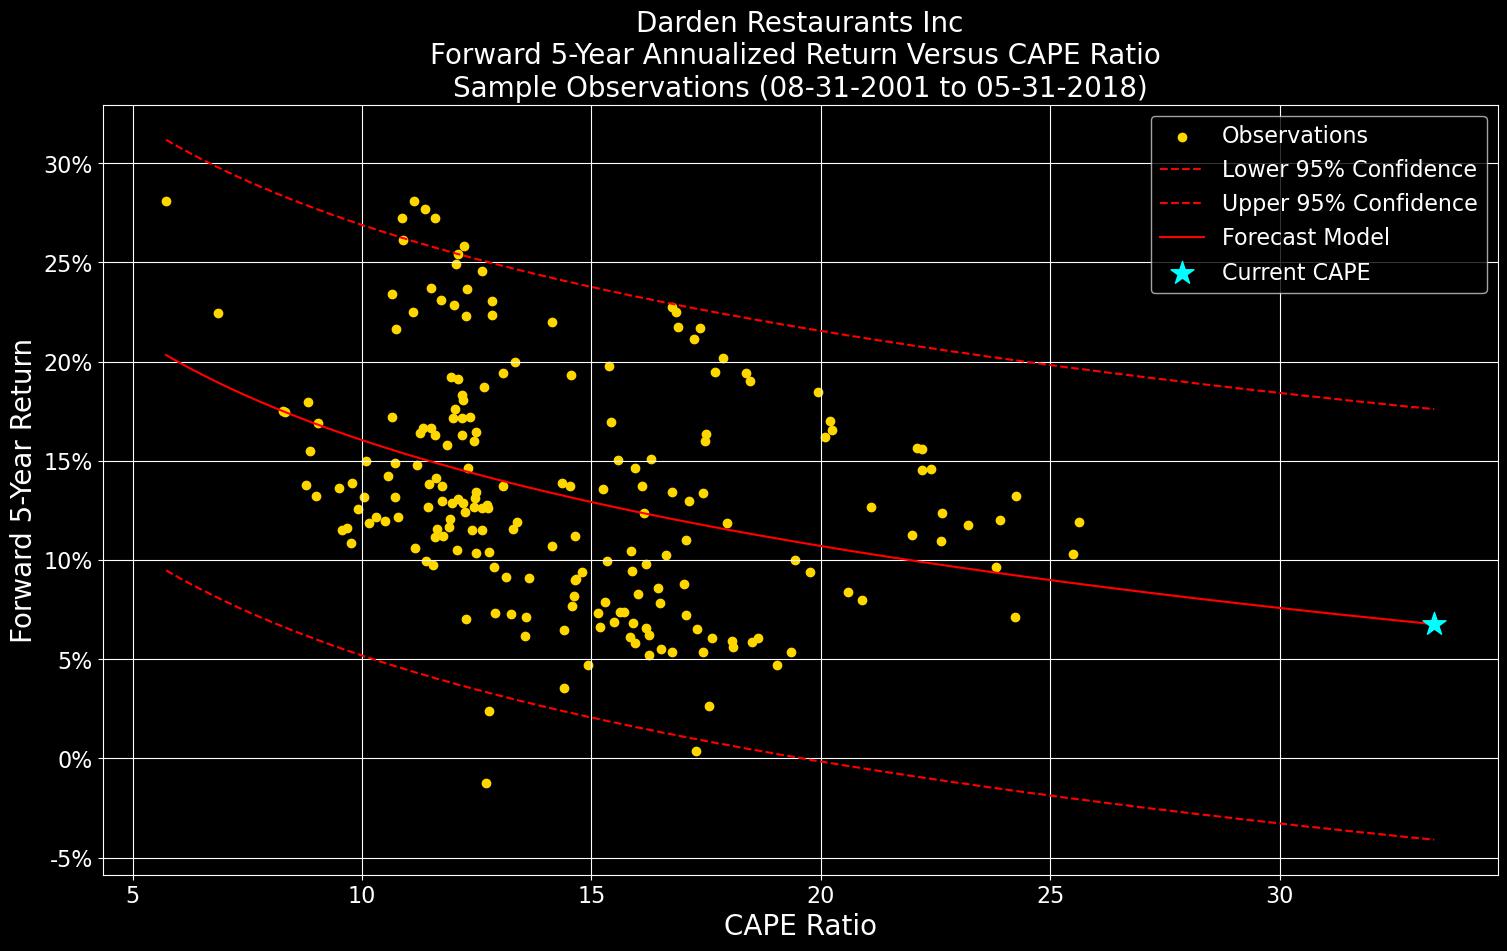 Darden Restaurants Inc
Forward 5-Year Annualized Return Versus CAPE Ratio
Sample Observations (08-31-2001 to 05-31-2018)
Observations
Lower 95% Confidence
Upper 95% Confidence
Forecast Model
Current CAPE
Forward 5-Year Return
30%
25%
20%
15%
10%
5%
0%
-5%
5 10 15 20 25 30
CAPE Ratio